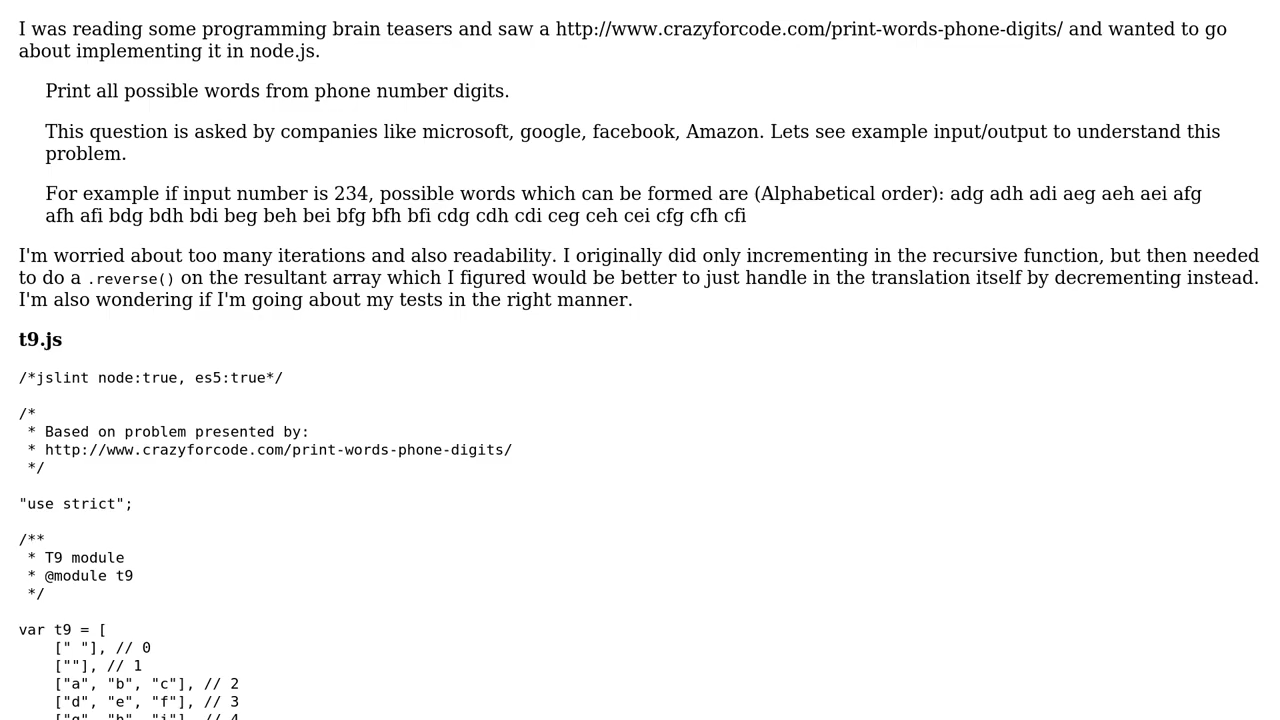 I was reading some programming brain teasers and saw a http://www.crazyforcode.com/print-words-phone-digits/ and wanted to go
about implementing it in node.js.
Print all possible words from phone number digits.
This question is asked by companies like microsoft, google, facebook, Amazon. Lets see example input/output to understand this
problem.
For example if input number is 234, possible words which can be formed are (Alphabetical order): adg adh adi aeg aeh aei afg
afh afi bdg bdh bdi beg beh bei bfg bfh bfi cdg cdh cdi ceg ceh cei cfg cfh cfi
I'm worried about too many iterations and also readability. I originally did only incrementing in the recursive function, but then needed
to do a .reverse() on the resultant array which I figured would be better to just handle in the translation itself by decrementing instead.
I'm also wondering if I'm going about my tests in the right manner.
t9.js
/*jslint node:true, es5:true*/
/*
 * Based on problem presented by:
 * http://www.crazyforcode.com/print-words-phone-digits/
 */
"use strict";
/**
 * T9 module
 * @module t9
 */
var t9 = [
    [" "], // 0
    [""], // 1
    ["a", "b", "c"], // 2
    ["d", "e", "f"], // 3
    ["g", "h", "i"], // 4